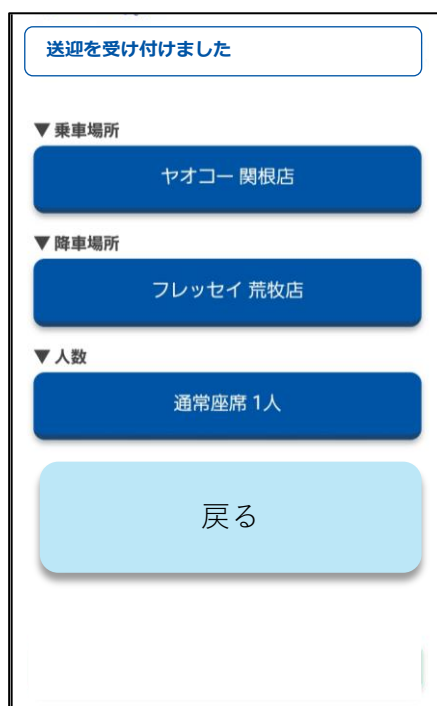 送迎を受け付けました
▼ 乗車場所
ヤオコー 関根店
▼ 降車場所
フレッセイ 荒牧店
▼ 人数
通常座席 1人
戻る